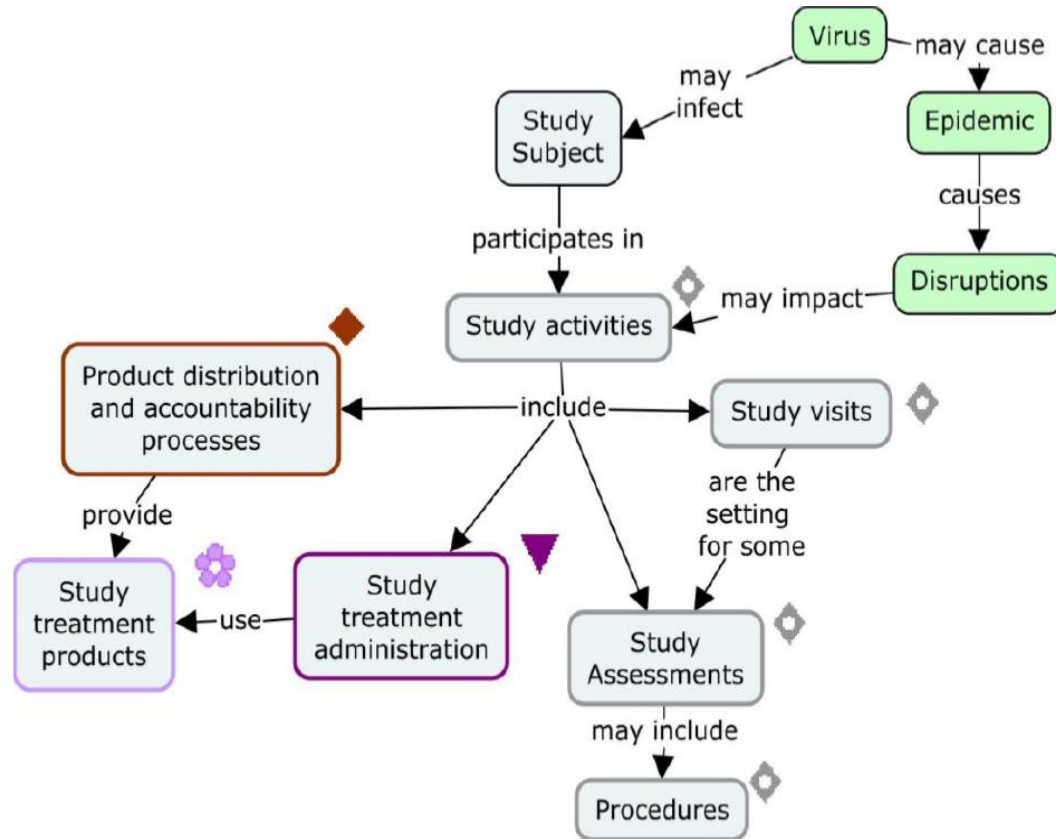 Virus
may cause
may
infect
Epidemic
Study
Subject
causes
participates in
Disruptions
may impact
Study activities
Product distribution
and accountability
processes
include
Study visits
are the
setting
for some
provide
Study
treatment
products
use
Study
treatment
administration
Study
Assessments
may include
Procedures